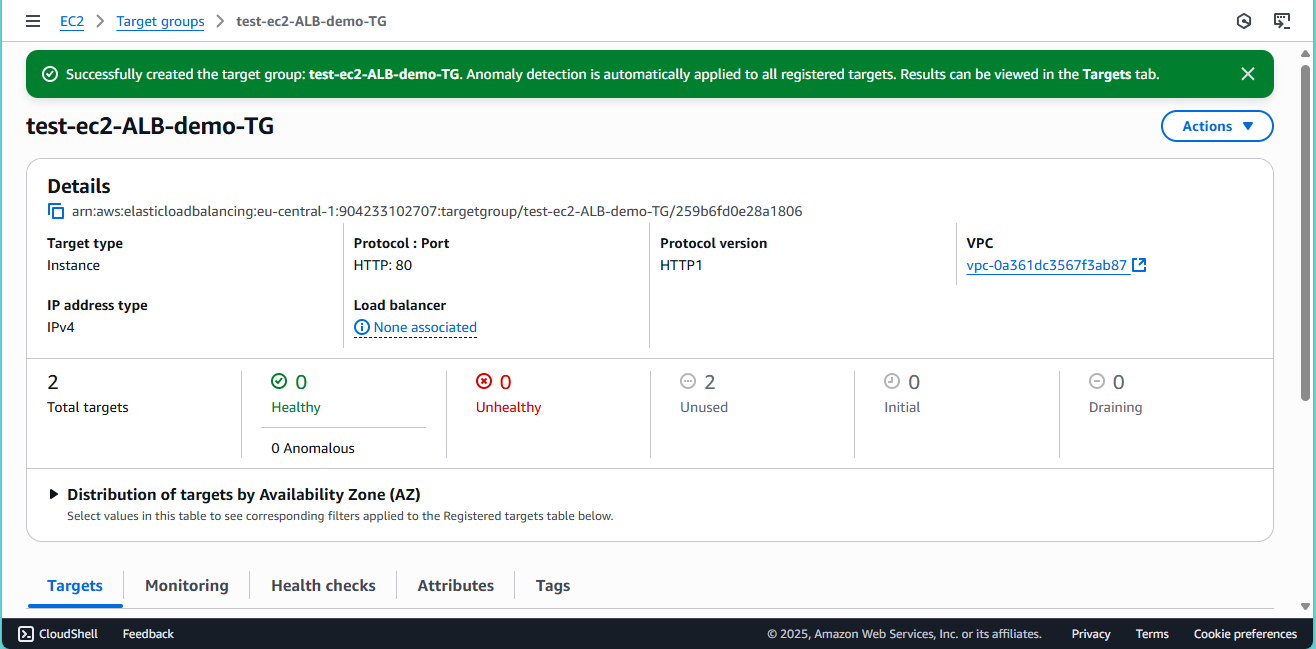 EC2 > Target groups > test-ec2-ALB-demo-TG
Successfully created the target group: test-ec2-ALB-demo-TG. Anomaly detection is automatically applied to all registered targets. Results can be viewed in the Targets tab.
test-ec2-ALB-demo-TG
Actions
Details
arn:aws:elasticloadbalancing:eu-central-1:904233102707:targetgroup/test-ec2-ALB-demo-TG/259b6fd0e28a1806
Target type
Instance
Protocol : Port
HTTP: 80
Protocol version
HTTP1
VPC
vpc-0a361dc3567f3ab87
IP address type
IPv4
Load balancer
None associated
2
Total targets
0
Healthy
0 Anomalous
0
Unhealthy
2
Unused
0
Initial
0
Draining
Distribution of targets by Availability Zone (AZ)
Select values in this table to see corresponding filters applied to the Registered targets table below.
Targets
Monitoring
Health checks
Attributes
Tags
CloudShell
Feedback
© 2025, Amazon Web Services, Inc. or its affiliates.
Privacy
Terms
Cookie preferences